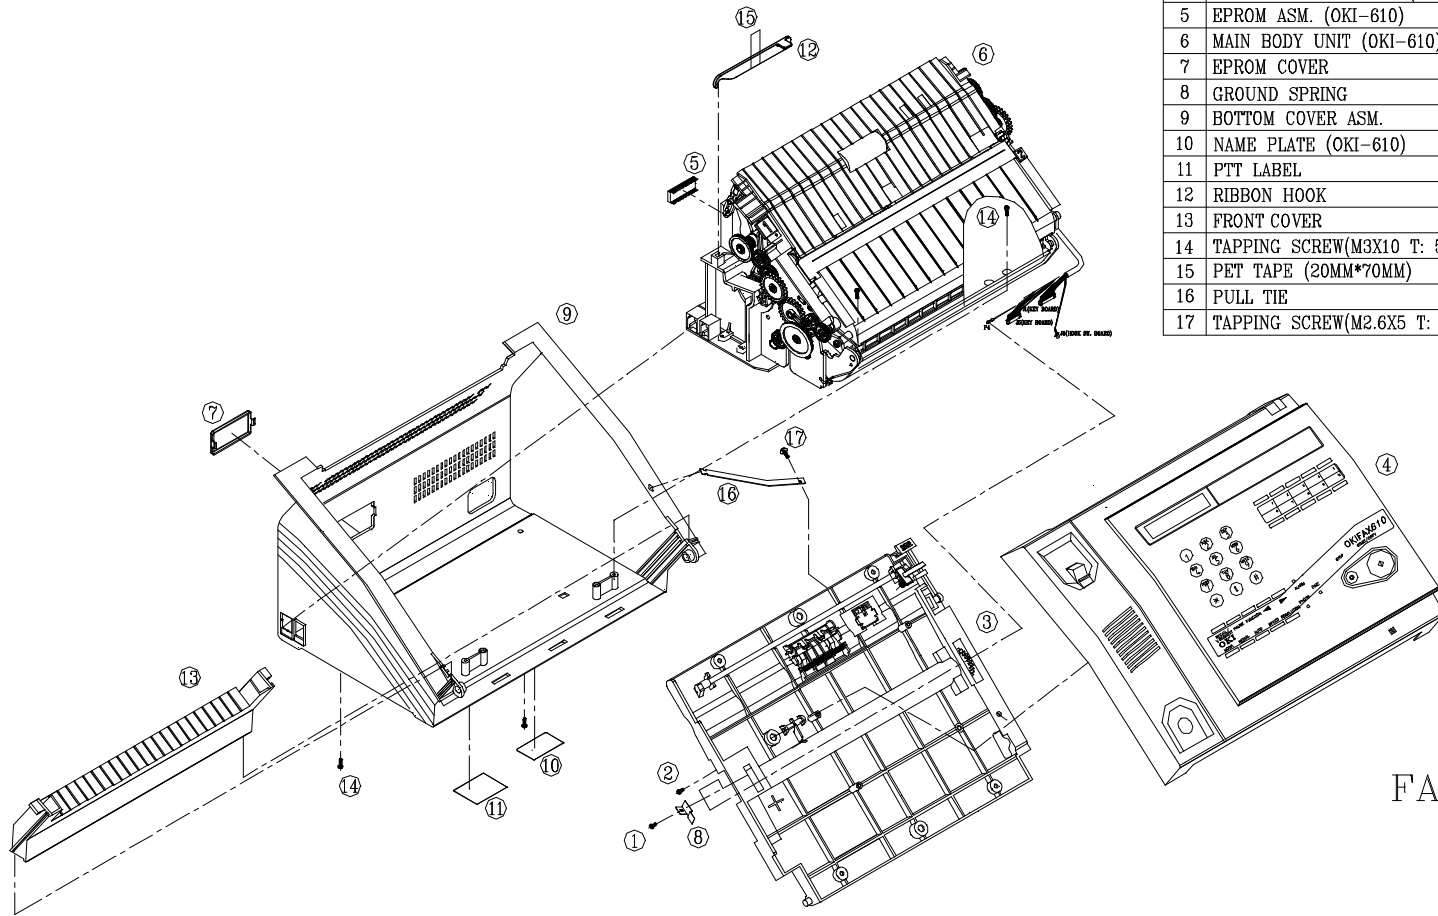 5 EPROM ASM. (OKI-610)
6 MAIN BODY UNIT (OKI-610)
7 EPROM COVER
8 GROUND SPRING
9 BOTTOM COVER ASM.
10 NAME PLATE (OKI-610)
11 PTT LABEL
12 RIBBON HOOK
13 FRONT COVER
14 TAPPING SCREW(M3X10 T: 5
15 PET TAPE (20MM*70MM)
16 PULL TIE
17 TAPPING SCREW(M2.6X5 T:
15
12
6
5
14
9
7
17
16
4
OKIFAX610
3
13
14
10
11
2
1
8
FA